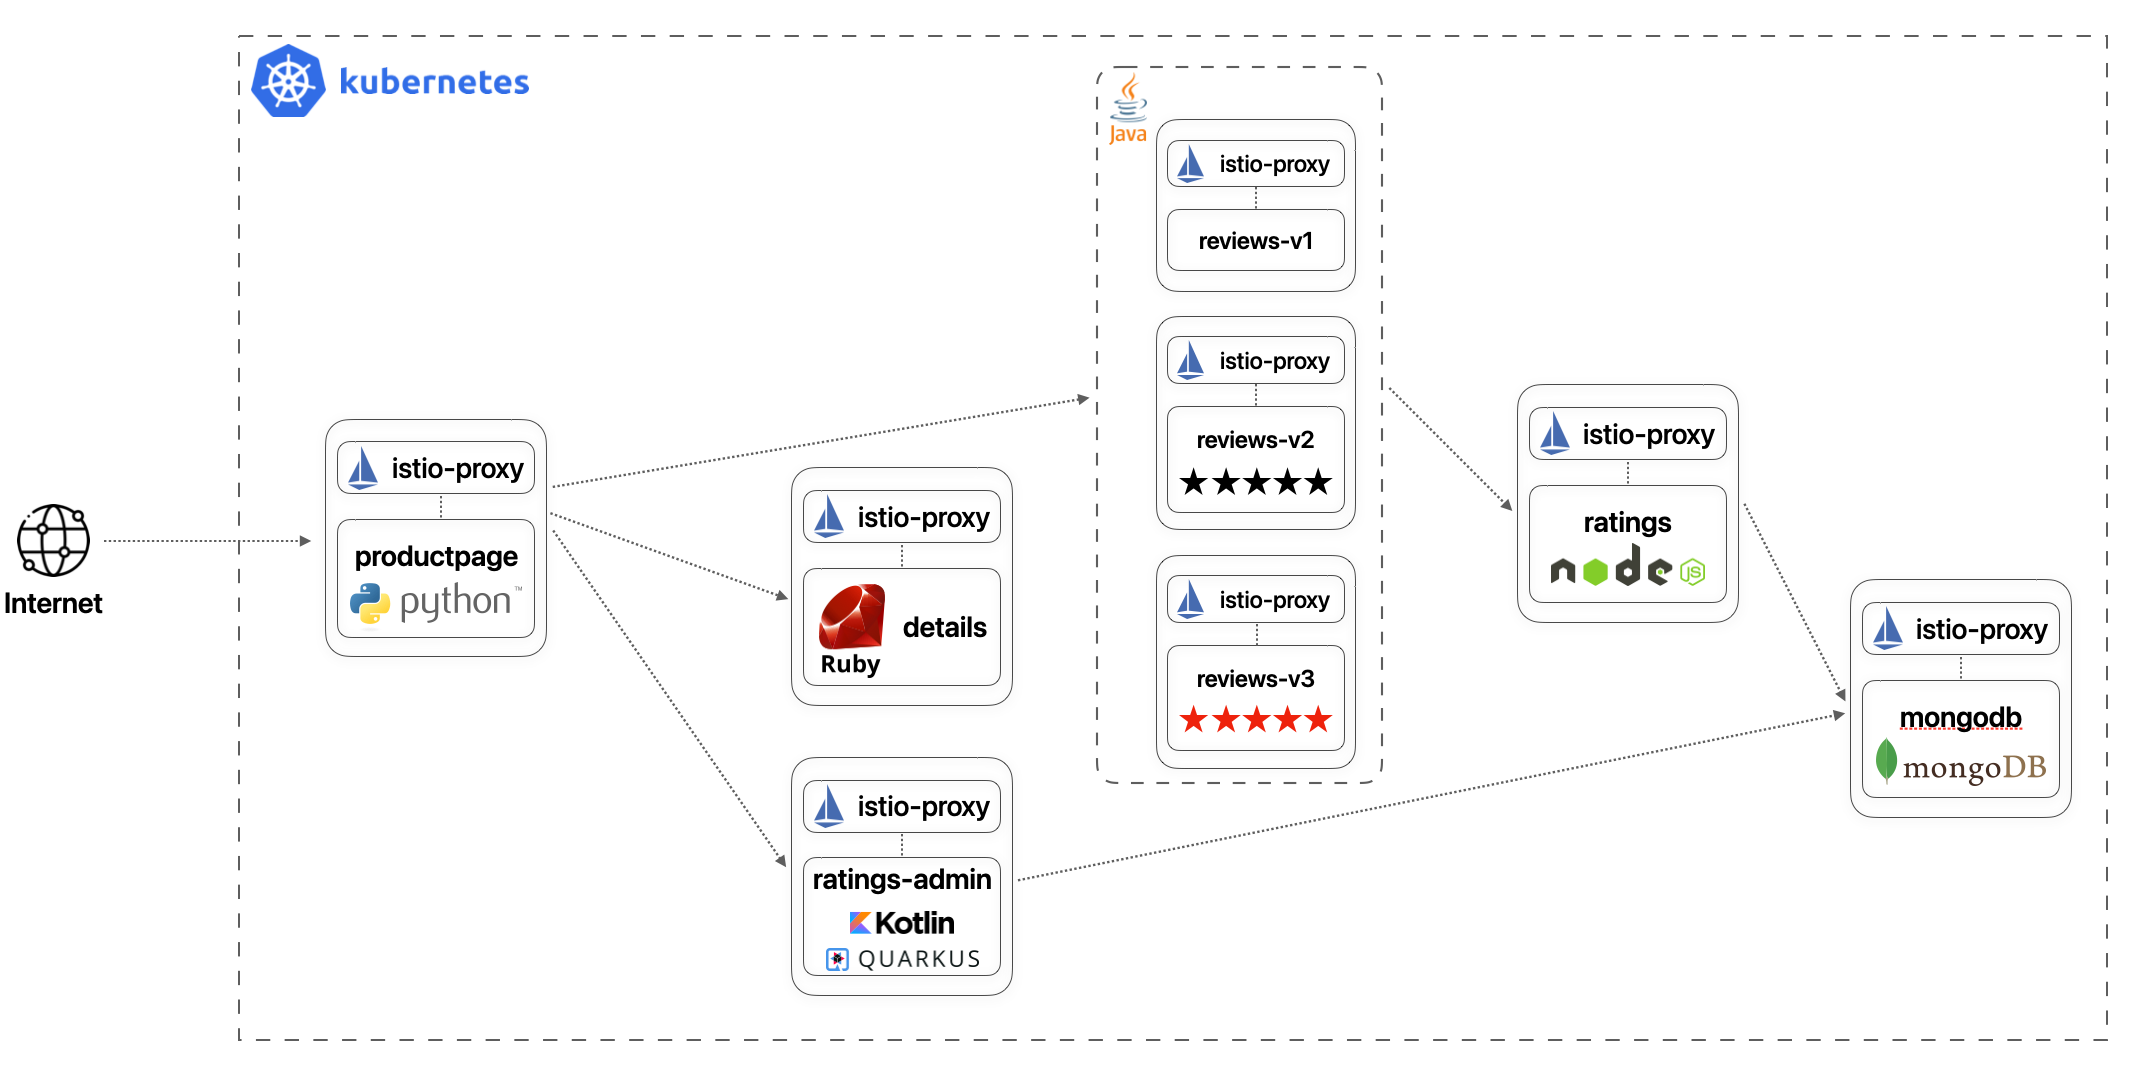 kubernetes
Internet
istio-proxy
productpage
python™
istio-proxy
Ruby
details
istio-proxy
ratings-admin
Kotlin
QUARKUS
Java
istio-proxy
reviews-v1
istio-proxy
reviews-v2
istio-proxy
reviews-v3
istio-proxy
ratings
node
JS
istio-proxy
mongodb
mongoDB